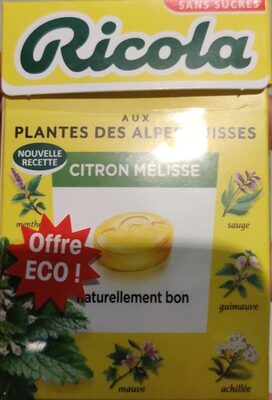 SANS SUCRES
Ricola
AUX
PLANTES DES ALPES SUISSES
NOUVELLE
RECETTE
CITRON MÉLISSE
menthe
sauge
Offre
ECO !
naturellement bon
guimauve
mauve
achillée